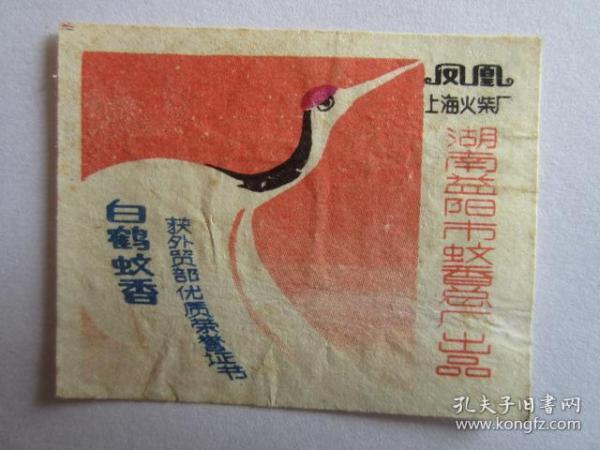 凤凰
上海火柴厂
湖南益阳市蚊香总厂出品
白鹤蚊香
获外贸部优质荣誉证书
孔夫子旧书网
www.kongfz.com